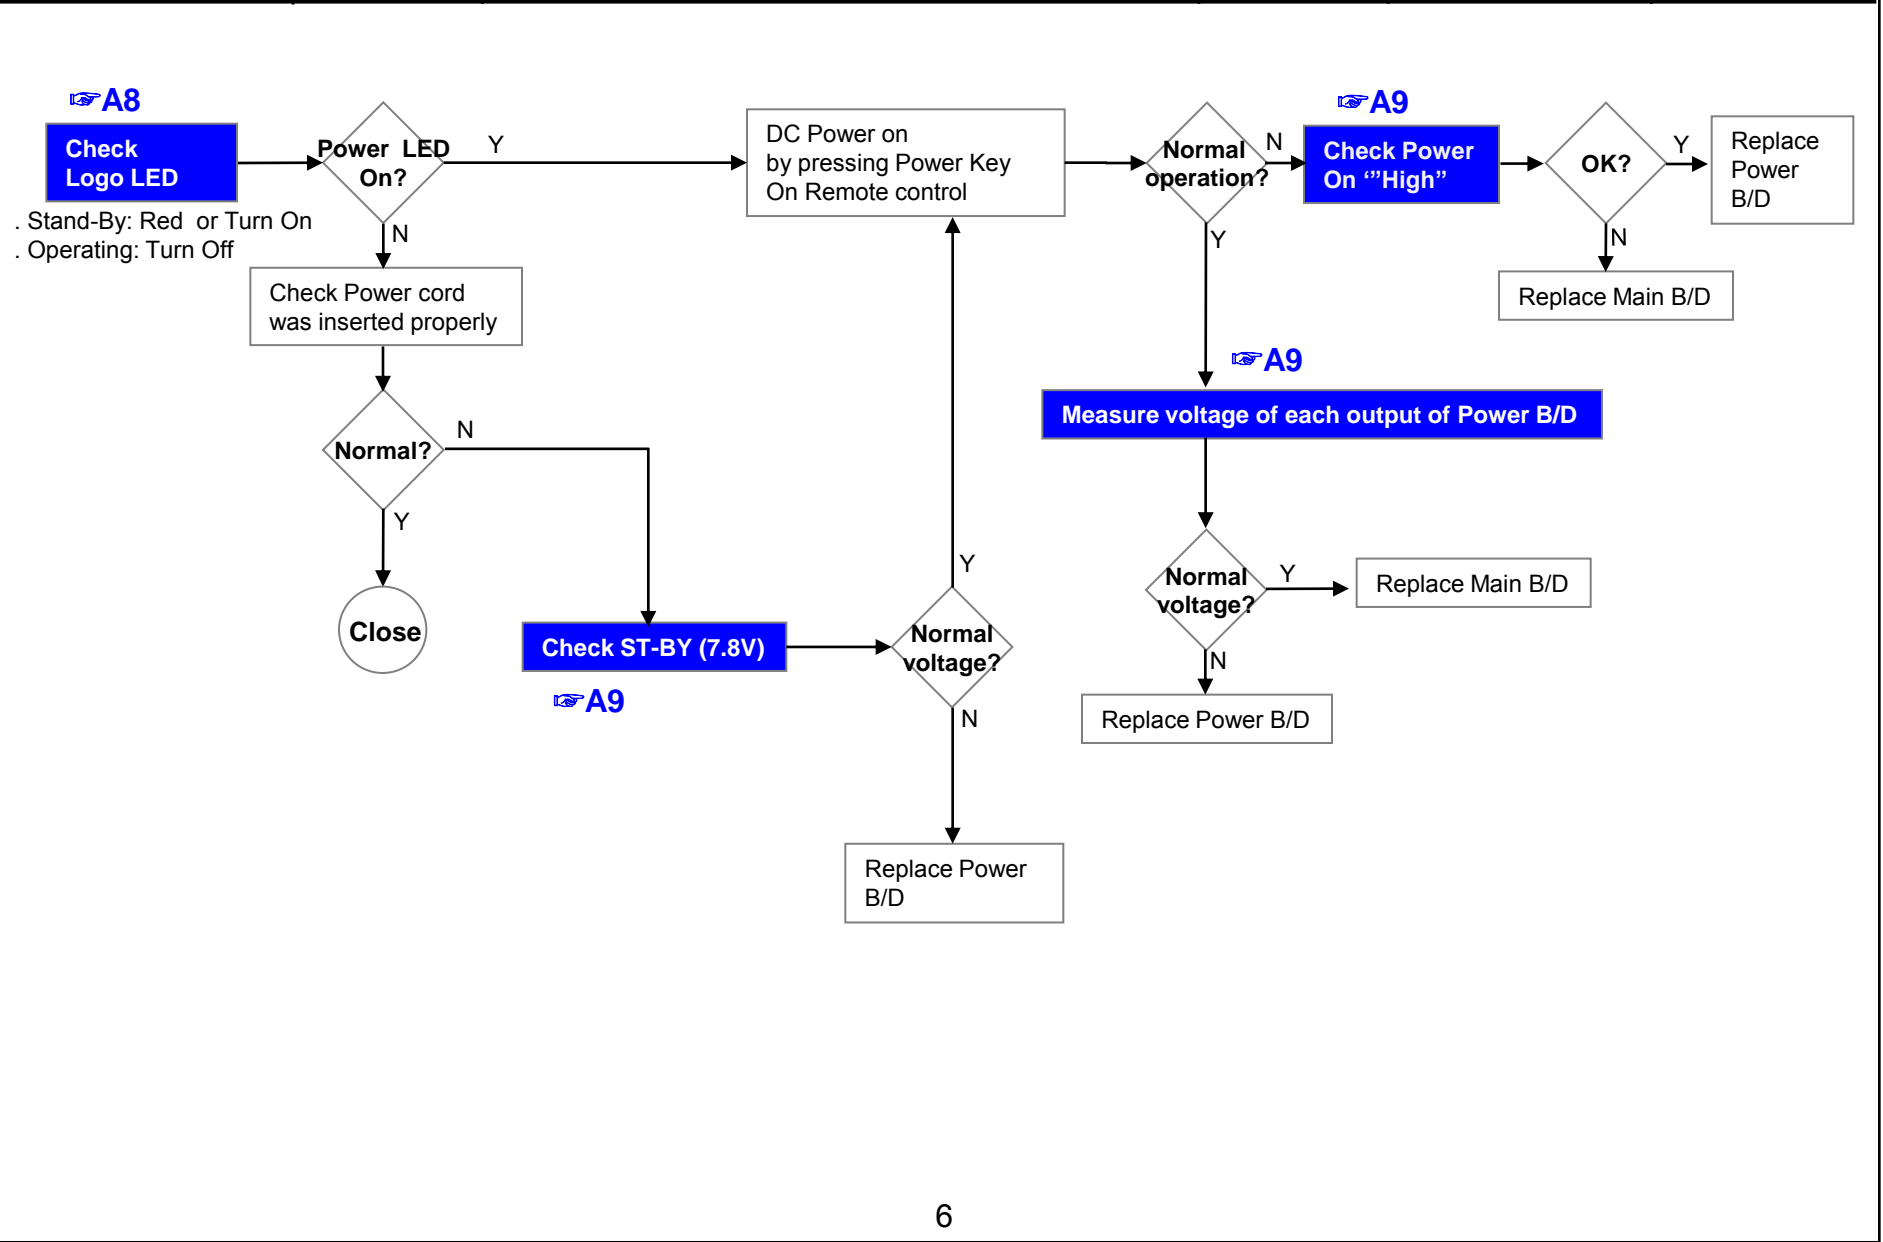 ☞A8
Check
Logo LED
. Stand-By: Red or Turn On
. Operating: Turn Off
Power LED
On?
Y
N
Check Power cord
was inserted properly
Normal?
N
Y
Close
Check ST-BY (7.8V)
☞A9
Normal
voltage?
Y
N
Replace Power
B/D
DC Power on
by pressing Power Key
On Remote control
Normal
operation?
N
Y
☞A9
Check Power
On ‘”High”
OK?
Y
N
Replace
Power
B/D
Replace Main B/D
☞A9
Measure voltage of each output of Power B/D
Normal
voltage?
Y
N
Replace Main B/D
Replace Power B/D
6